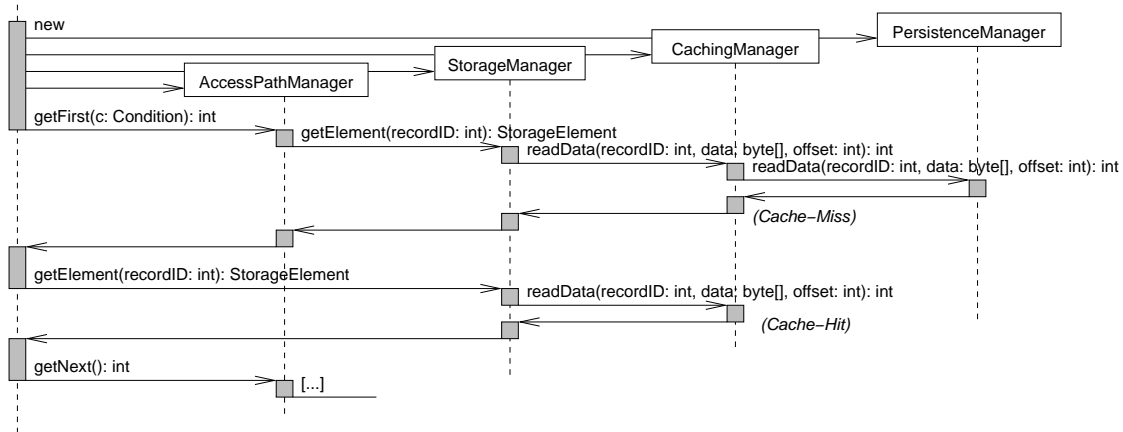 new
PersistenceManager
CachingManager
StorageManager
AccessPathManager
getFirst(c: Condition): int
getElement(recordID: int): StorageElement
readData(recordID: int, data: byte[], offset: int): int
readData(recordID: int, data: byte[], offset: int): int
(Cache−Miss)
getElement(recordID: int): StorageElement
readData(recordID: int, data: byte[], offset: int): int
(Cache−Hit)
getNext(): int
[...]